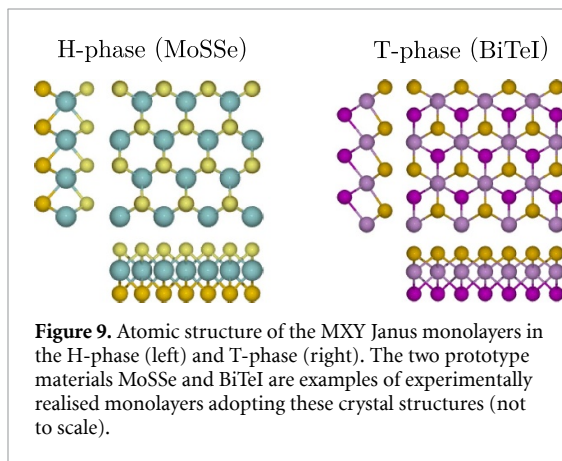 H-phase (MoSSe)
T-phase (BiTeI)
Figure 9. Atomic structure of the MXY Janus monolayers in
the H-phase (left) and T-phase (right). The two prototype
materials MoSSe and BiTeI are examples of experimentally
realised monolayers adopting these crystal structures (not
to scale).